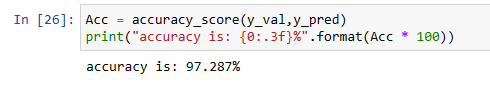 In [26]: Acc = accuracy_score(y_val,y_pred)
print("accuracy is: {0:.3f}%".format(Acc * 100))
accuracy is: 97.287%